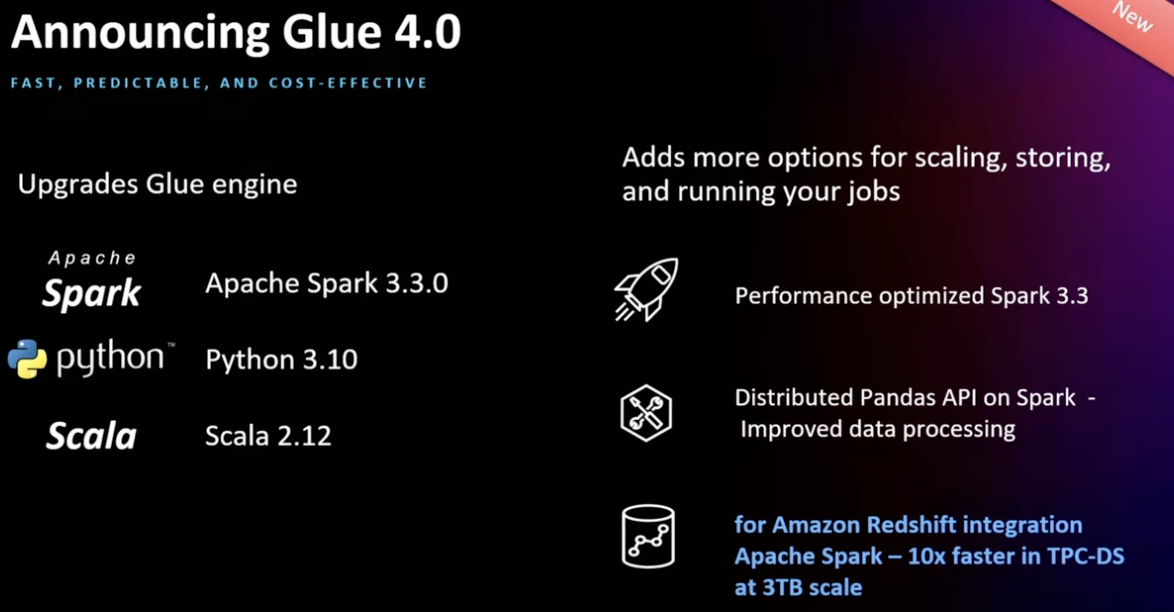 Announcing Glue 4.0
New
FAST, PREDICTABLE, AND COST-EFFECTIVE
Upgrades Glue engine
Apache
Spark
Apache Spark 3.3.0
python™
Python 3.10
Scala
Scala 2.12
Adds more options for scaling, storing,
and running your jobs
Performance optimized Spark 3.3
Distributed Pandas API on Spark -
Improved data processing
for Amazon Redshift integration
Apache Spark – 10x faster in TPC-DS
at 3TB scale